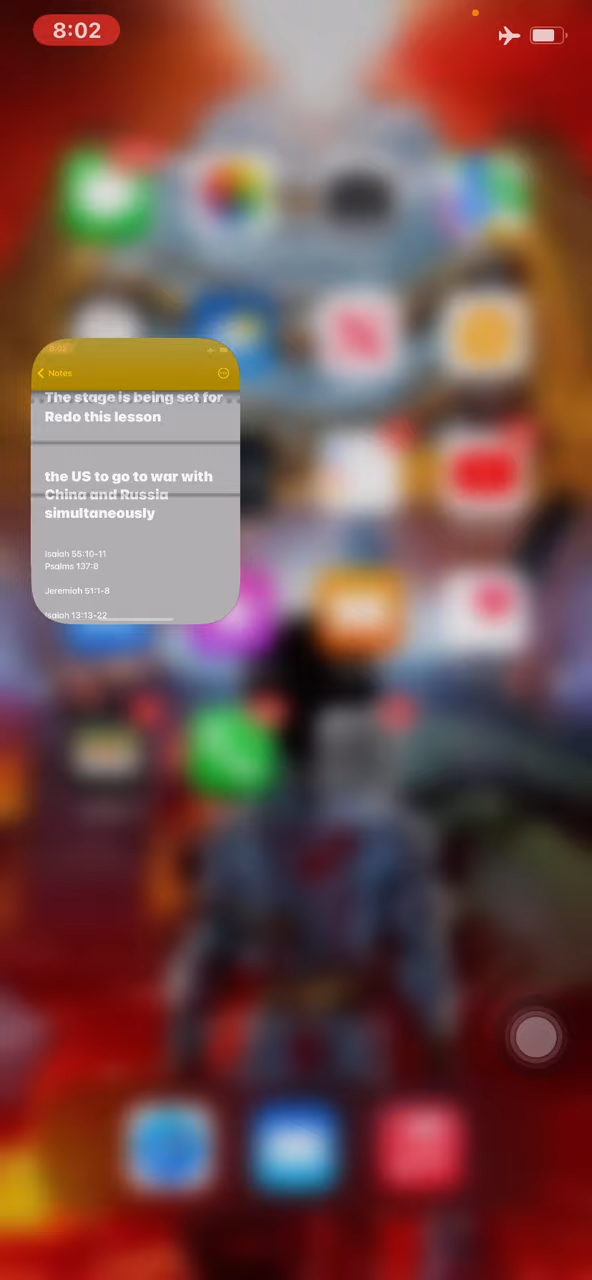 8:02
Notes
The stage is being set for
Redo this lesson
the US to go to war with
China and Russia
simultaneously
Isaiah 55:10-11
Psalms 137:8
Jeremiah 51:1-8
Isaiah 13:13-22